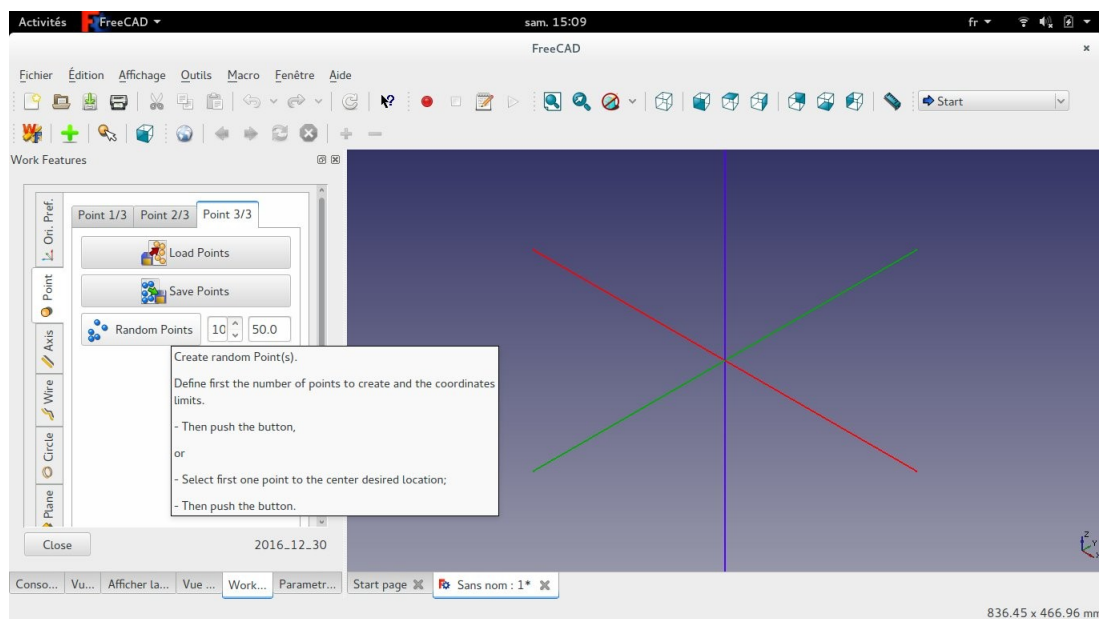 Activités FreeCAD sam. 15:09 fr
FreeCAD
Fichier Édition Affichage Outils Macro Fenêtre Aide
Start
Work Features
Ori. Pref.
Point
Axis
Wire
Circle
Plane
Point 1/3 Point 2/3 Point 3/3
Load Points
Save Points
Random Points 10 50.0
Create random Point(s).
Define first the number of points to create and the coordinates
limits.
- Then push the button,
or
- Select first one point to the center desired location;
- Then push the button.
Close 2016_12_30
Z
Y
X
Conso... Vu... Afficher la... Vue ... Work... Parametr... Start page Sans nom : 1*
836.45 x 466.96 mm